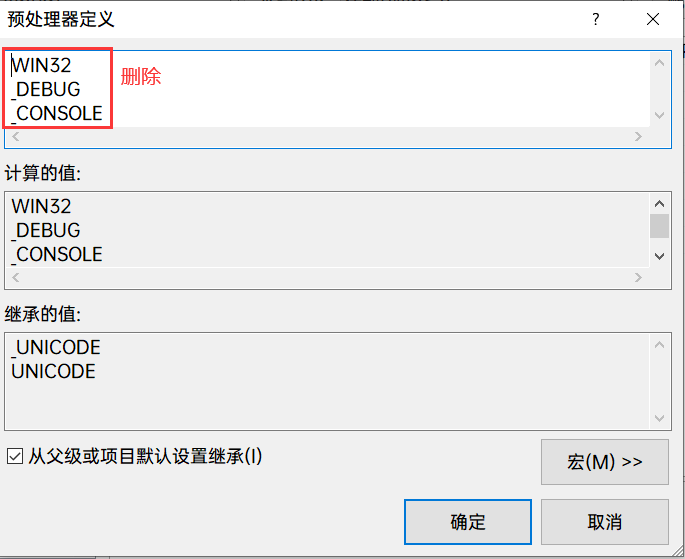 预处理器定义
WIN32
_DEBUG
_CONSOLE
删除
计算的值:
WIN32
_DEBUG
_CONSOLE
继承的值:
_UNICODE
UNICODE
从父级或项目默认设置继承(I)
宏(M) >>
确定
取消